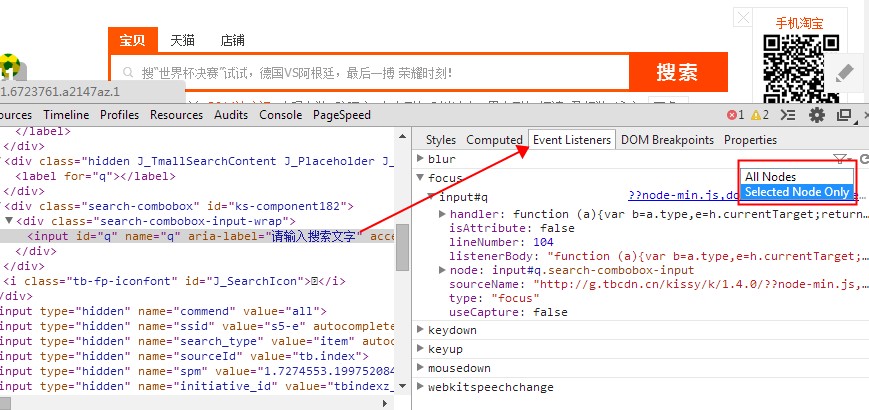 宝贝 天猫 店铺
手机淘宝
搜“世界杯决赛”试试，德国VS阿根廷，最后一搏 荣耀时刻！
搜索
1.6723761.a2147az.1
ources Timeline Profiles Resources Audits Console PageSpeed
1 2
</label>
</div>
<div class="hidden J_TmallSearchContent J_Placeholder J_
<label for="q"></label>
</div>
<div class="search-combobox" id="ks-component182">
<div class="search-combobox-input-wrap">
<input id="q" name="q" aria-label="请输入搜索文字" acce
</div>
</div>
<i class="tb-fp-iconfont" id="J_SearchIcon"></i>
/div>
input type="hidden" name="commend" value="all">
input type="hidden" name="ssid" value="s5-e" autocomplete
input type="hidden" name="search_type" value="item" autoc
input type="hidden" name="sourceId" value="tb.index">
input type="hidden" name="spm" value="1.7274553.1997520841
input type="hidden" name="initiative_id" value="tbindexz_
Styles Computed Event Listeners DOM Breakpoints Properties
blur
All Nodes
Selected Node Only
focus
input#q ??node-min.js,do
handler: function (a){var b=a.type,e=h.currentTarget;return…
isAttribute: false
lineNumber: 104
listenerBody: "function (a){var b=a.type,e=h.currentTarget;…
node: input#q.search-combobox-input
sourceName: "http://g.tbcdn.cn/kissy/k/1.4.0/??node-min.js,…
type: "focus"
useCapture: false
keydown
keyup
mousedown
webkitspeechchange